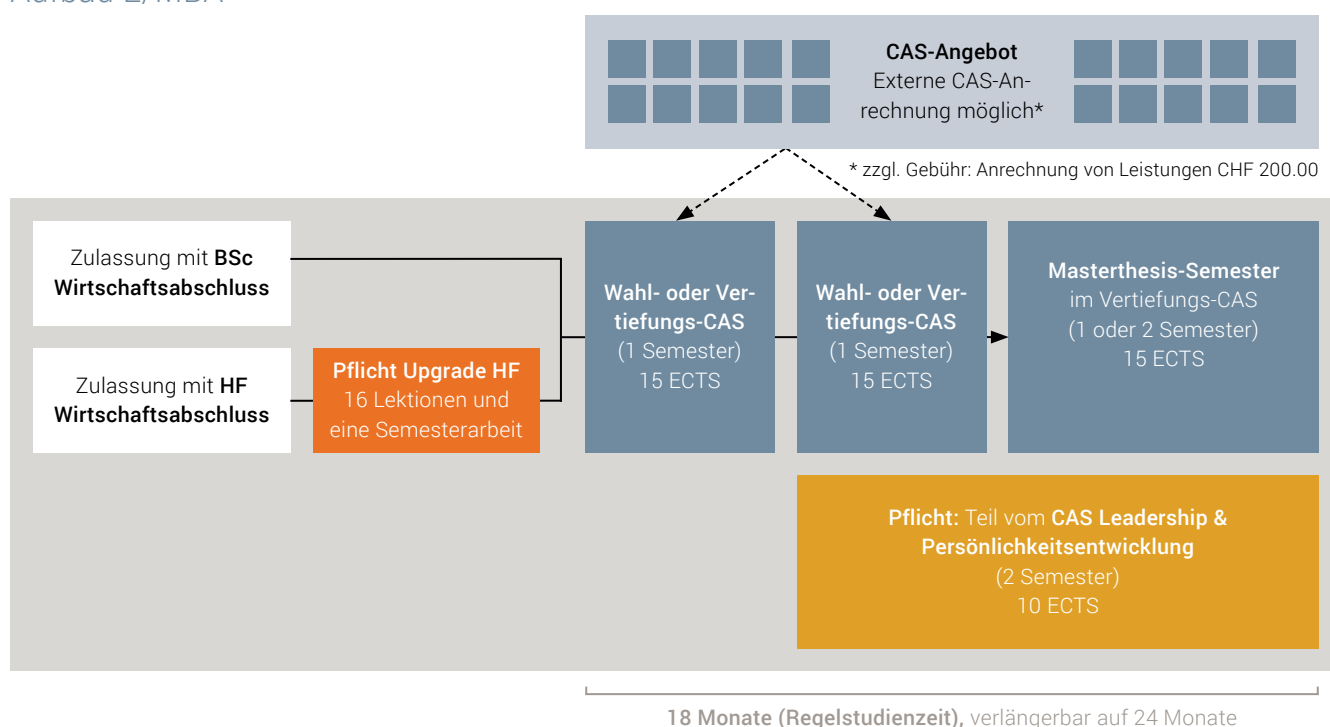 CAS-Angebot
Externe CAS-An-
rechnung möglich*
* zzgl. Gebühr: Anrechnung von Leistungen CHF 200.00
Zulassung mit BSc
Wirtschaftsabschluss
Zulassung mit HF
Wirtschaftsabschluss
Pflicht Upgrade HF
16 Lektionen und
eine Semesterarbeit
Wahl- oder Ver-
tiefungs-CAS
(1 Semester)
15 ECTS
Wahl- oder Ver-
tiefungs-CAS
(1 Semester)
15 ECTS
Masterthesis-Semester
im Vertiefungs-CAS
(1 oder 2 Semester)
15 ECTS
Pflicht: Teil vom CAS Leadership &
Persönlichkeitsentwicklung
(2 Semester)
10 ECTS
18 Monate (Regelstudienzeit), verlängerbar auf 24 Monate